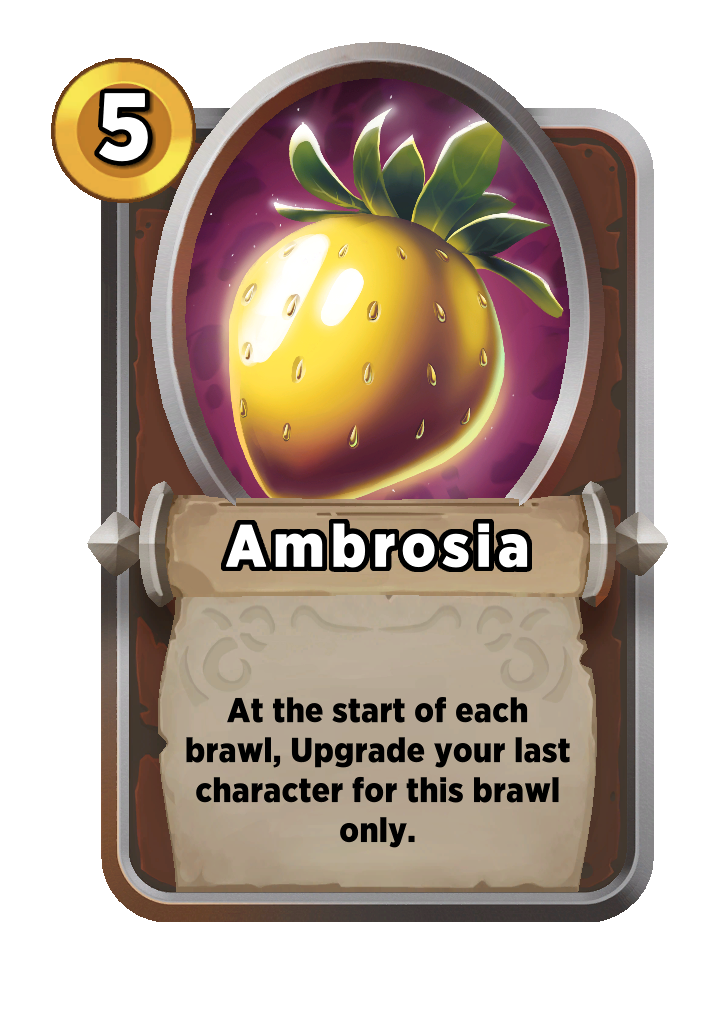 5
Ambrosia
At the start of each
brawl, Upgrade your last
character for this brawl
only.